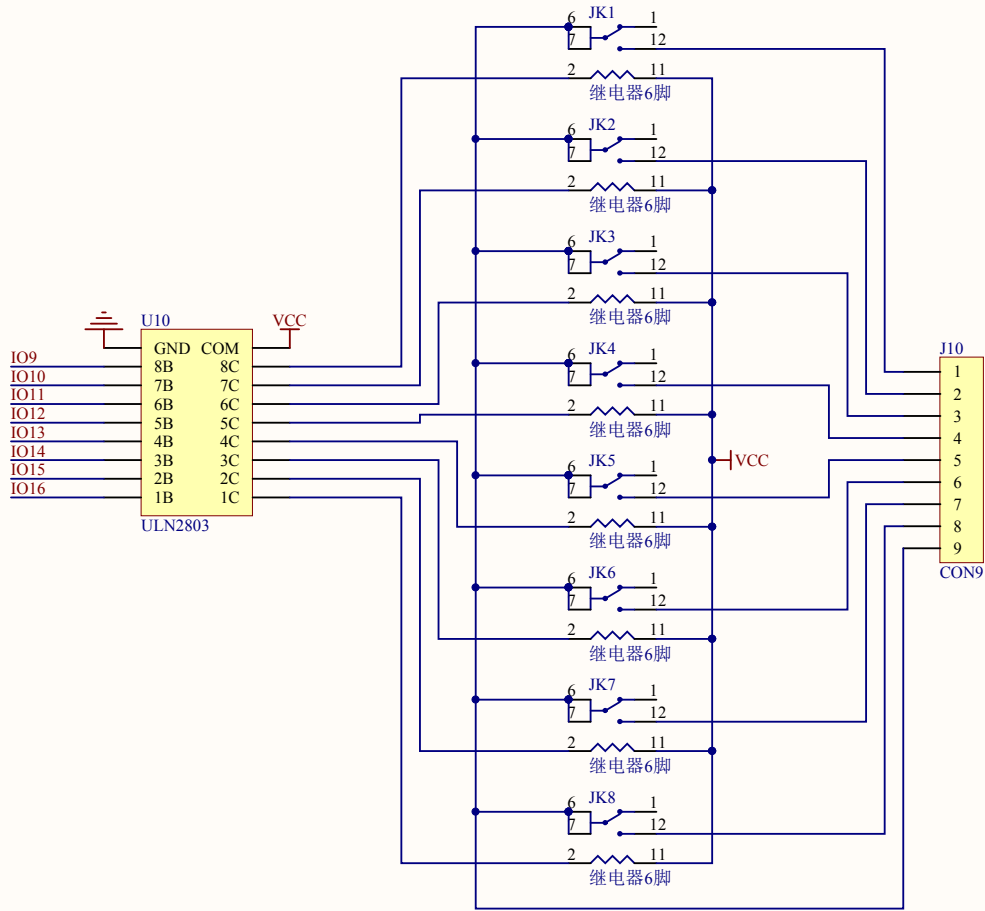 JK1
6 1
7 12
2 11
继电器6脚
JK2
6 1
7 12
2 11
继电器6脚
JK3
6 1
7 12
2 11
继电器6脚
U10
VCC
GND COM
IO9 8B 8C
IO10 7B 7C
IO11 6B 6C
IO12 5B 5C
IO13 4B 4C
IO14 3B 3C
IO15 2B 2C
IO16 1B 1C
ULN2803
JK4
6 1
7 12
2 11
继电器6脚
VCC
JK5
6 1
7 12
2 11
继电器6脚
J10
1
2
3
4
5
6
7
8
9
CON9
JK6
6 1
7 12
2 11
继电器6脚
JK7
6 1
7 12
2 11
继电器6脚
JK8
6 1
7 12
2 11
继电器6脚